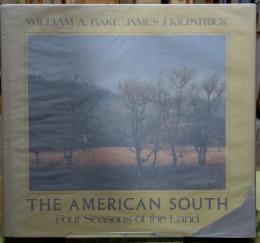 WILLIAM A. BAKE / JAMES J. KILPATRICK
THE AMERICAN SOUTH
Four Seasons of the Land